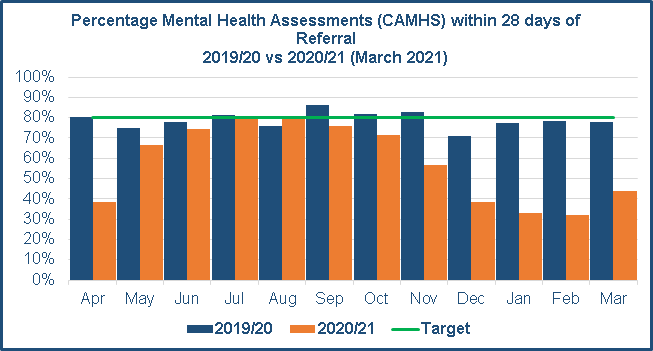 Percentage Mental Health Assessments (CAMHS) within 28 days of
Referral
2019/20 vs 2020/21 (March 2021)
100%
90%
80%
70%
60%
50%
40%
30%
20%
10%
0%
Apr May Jun Jul Aug Sep Oct Nov Dec Jan Feb Mar
2019/20 2020/21 Target